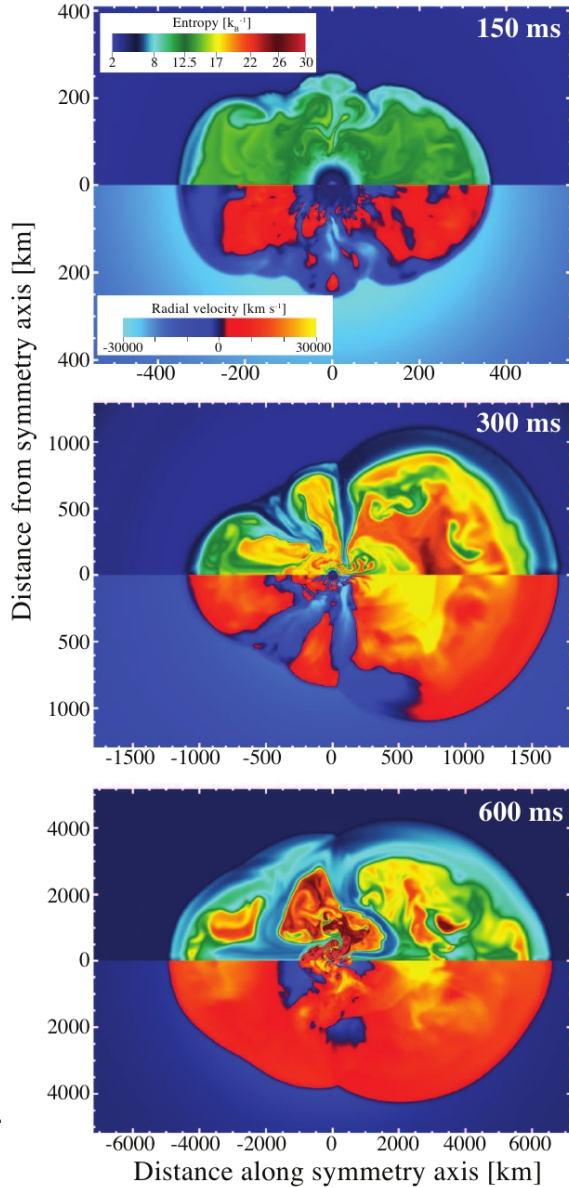 Distance from symmetry axis [km]
150 ms
Entropy [k_B^-1]
2 8 12.5 17 22 26 30
400
200
0
200
400
Radial velocity [km s^-1]
-30000 0 30000
-400 -200 0 200 400
300 ms
1000
500
0
500
1000
-1500 -1000 -500 0 500 1000 1500
600 ms
4000
2000
0
2000
4000
-6000 -4000 -2000 0 2000 4000 6000
Distance along symmetry axis [km]